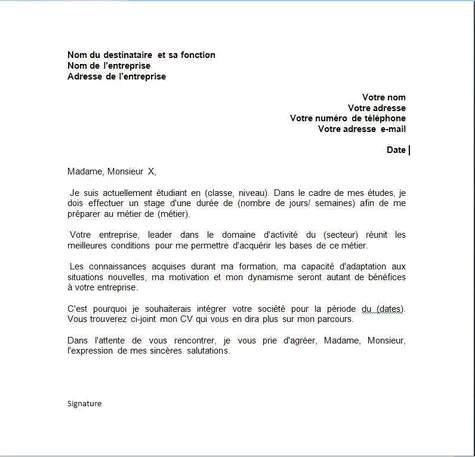 Nom du destinataire et sa fonction
Nom de l'entreprise
Adresse de l'entreprise
Votre nom
Votre adresse
Votre numéro de téléphone
Votre adresse e-mail
Date
Madame, Monsieur X,
Je suis actuellement étudiant en (classe, niveau). Dans le cadre de mes études, je
dois effectuer un stage d'une durée de (nombre de jours/ semaines) afin de me
préparer au métier de (métier).
Votre entreprise, leader dans le domaine d'activité du (secteur) réunit les
meilleures conditions pour me permettre d'acquérir les bases de ce métier.
Les connaissances acquises durant ma formation, ma capacité d'adaptation aux
situations nouvelles, ma motivation et mon dynamisme seront autant de bénéfices
à votre entreprise.
C'est pourquoi je souhaiterais intégrer votre société pour la période du (dates).
Vous trouverez ci-joint mon CV qui vous en dira plus sur mon parcours.
Dans l'attente de vous rencontrer, je vous prie d'agréer, Madame, Monsieur,
l'expression de mes sincères salutations.
Signature